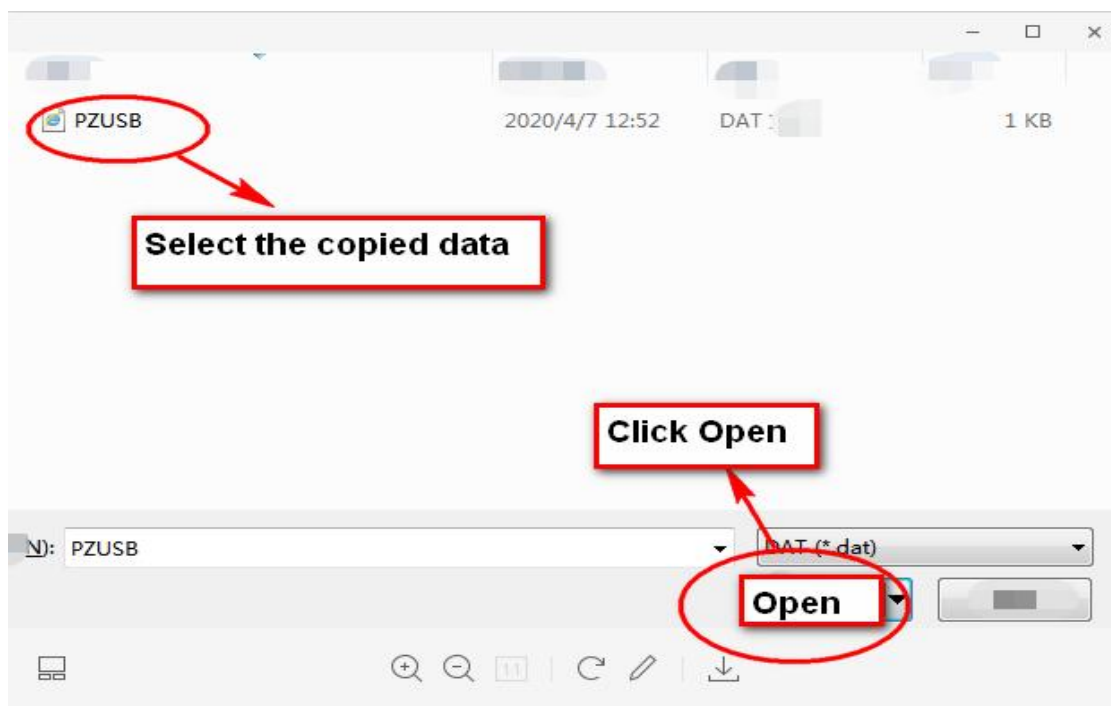 PZUSB 2020/4/7 12:52 DAT 1 KB
Select the copied data
Click Open
N): PZUSB DAT (*.dat)
Open